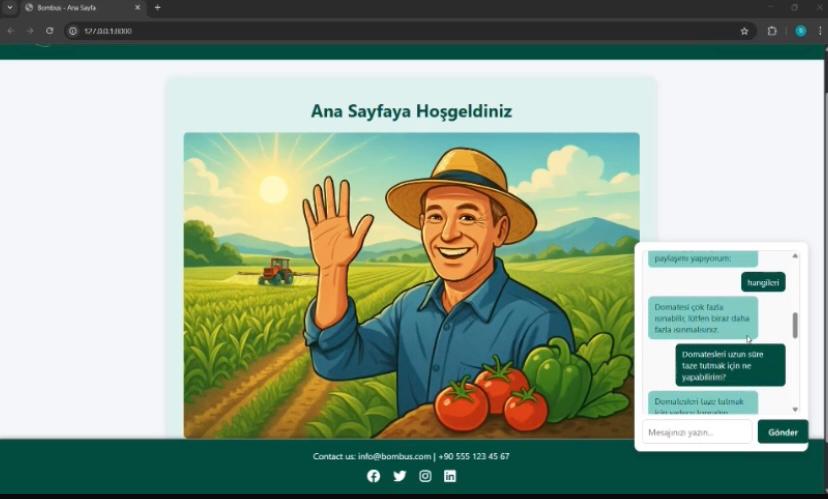 Bombus - Ana Sayfa
127.0.0.1:8000
Ana Sayfaya Hoşgeldiniz
paylaşımı yapıyorum:
hangileri
Domatesi çok fazla
ısınabilir, lütfen biraz daha
fazla ısınmalısınız.
Domatesleri uzun süre
taze tutmak için ne
yapabilirim?
Domatesleri taze tutmak
için
Mesajınızı yazın...
Gönder
Contact us: info@bombus.com | +90 555 123 45 67